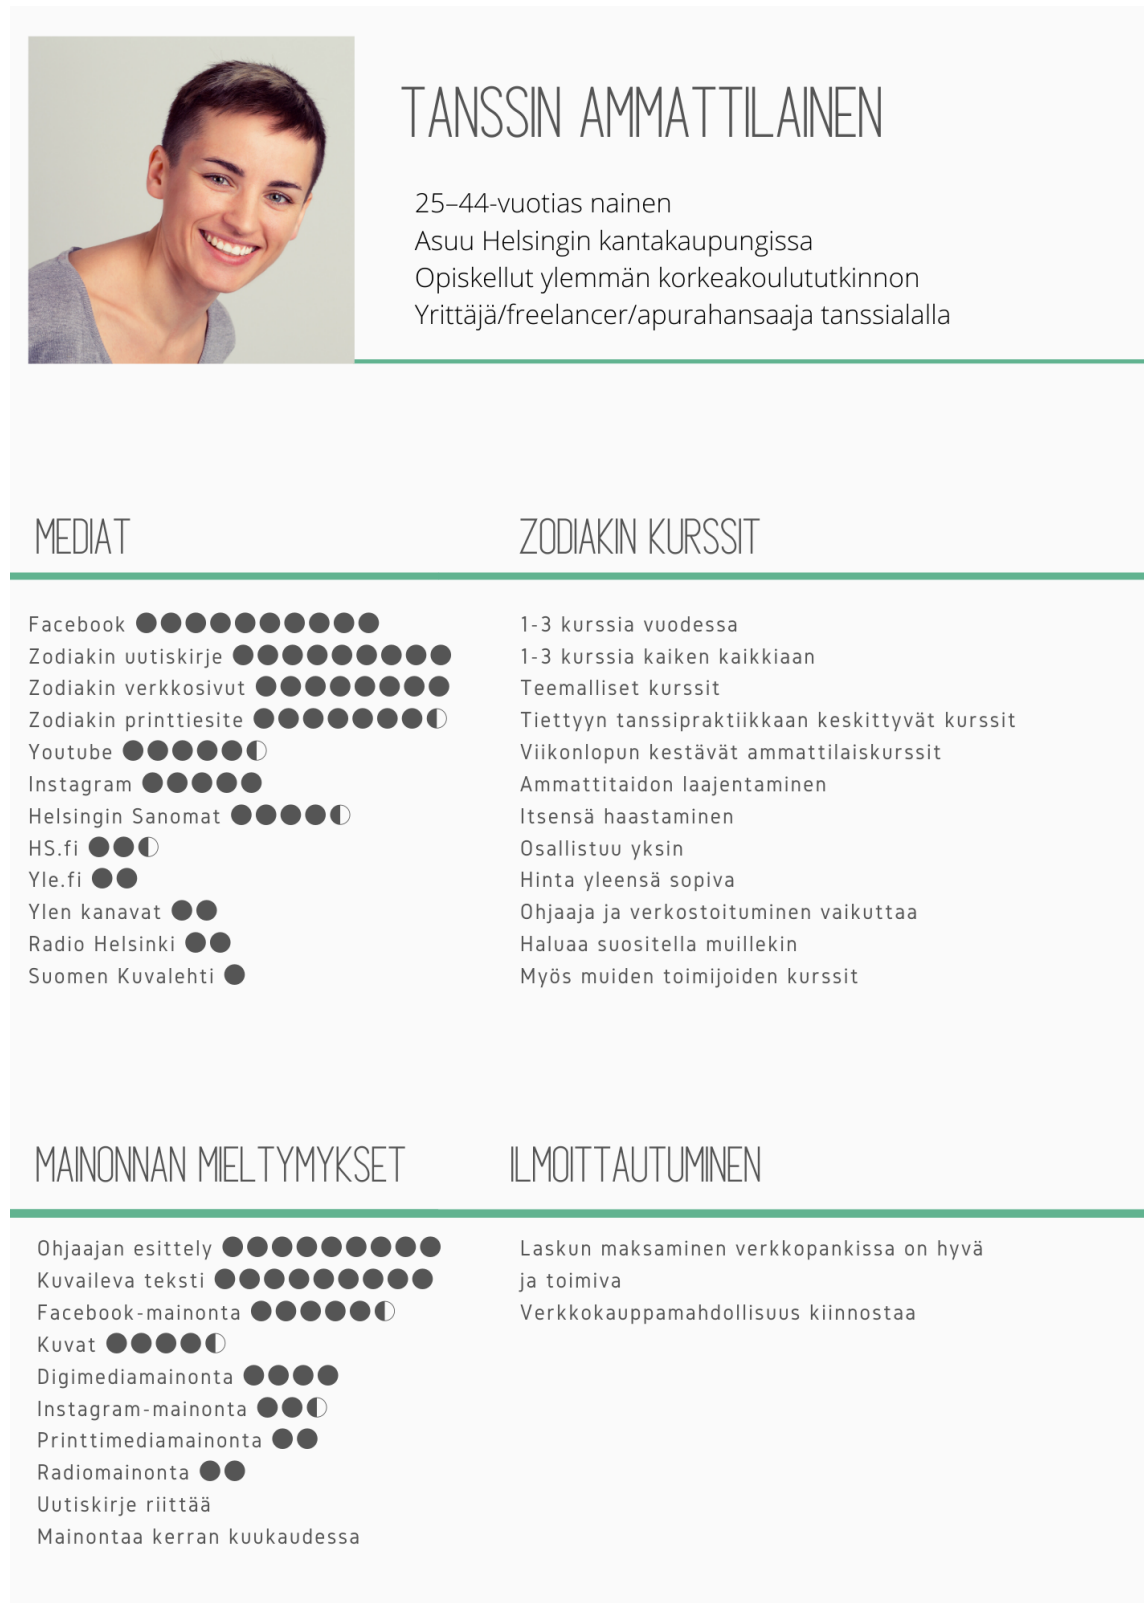 TANSSIN AMMATTILAINEN
25–44-vuotias nainen
Asuu Helsingin kantakaupungissa
Opiskellut ylemmän korkeakoulututkinnon
Yrittäjä/freelancer/apurahansaaja tanssialalla
MEDIAT
Facebook
Zodiakin uutiskirje
Zodiakin verkkosivut
Zodiakin printtiesite
Youtube
Instagram
Helsingin Sanomat
HS.fi
Yle.fi
Ylen kanavat
Radio Helsinki
Suomen Kuvalehti
ZODIAKIN KURSSIT
1-3 kurssia vuodessa
1-3 kurssia kaiken kaikkiaan
Teemalliset kurssit
Tiettyyn tanssipraktiikkaan keskittyvät kurssit
Viikonlopun kestävät ammattilaiskurssit
Ammattitaidon laajentaminen
Itsensä haastaminen
Osallistuu yksin
Hinta yleensä sopiva
Ohjaaja ja verkostoituminen vaikuttaa
Haluaa suositella muillekin
Myös muiden toimijoiden kurssit
MAINONNAN MIELTYMYKSET
Ohjaajan esittely
Kuvaileva teksti
Facebook-mainonta
Kuvat
Digimediamainonta
Instagram-mainonta
Printtimediamainonta
Radiomainonta
Uutiskirje riittää
Mainontaa kerran kuukaudessa
ILMOITTAUTUMINEN
Laskun maksaminen verkkopankissa on hyvä
ja toimiva
Verkkokauppamahdollisuus kiinnostaa